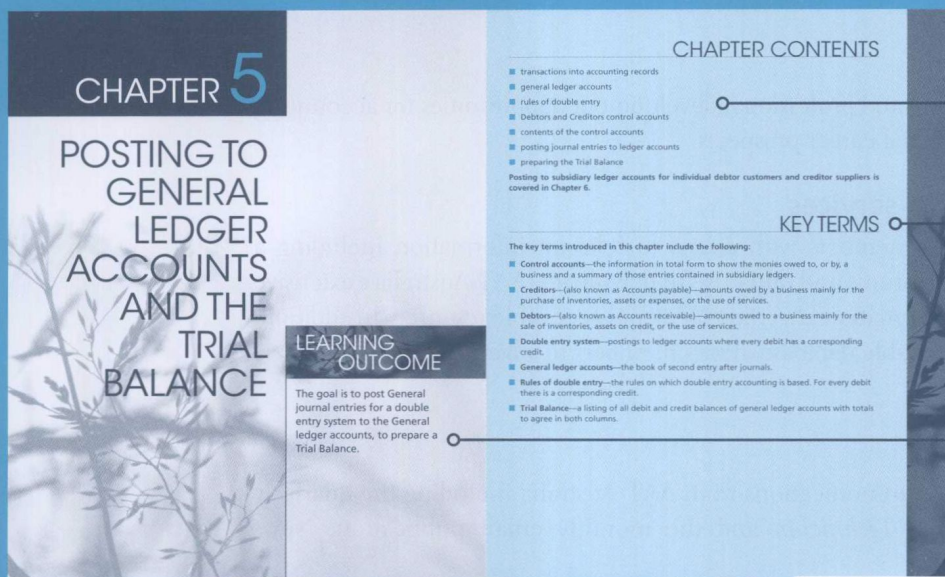 CHAPTER 5
POSTING TO
GENERAL
LEDGER
ACCOUNTS
AND THE
TRIAL
BALANCE
LEARNING
OUTCOME
The goal is to post General
journal entries for a double
entry system to the General
ledger accounts, to prepare a
Trial Balance.
CHAPTER CONTENTS
transactions into accounting records
general ledger accounts
rules of double entry
Debtors and Creditors control accounts
contents of the control accounts
posting journal entries to ledger accounts
preparing the Trial Balance
Posting to subsidiary ledger accounts for individual debtor customers and creditor suppliers is
covered in Chapter 6.
KEY TERMS
The key terms introduced in this chapter include the following:
Control accounts—the information in total form to show the monies owed to, or by, a
business and a summary of those entries contained in subsidiary ledgers.
Creditors—(also known as Accounts payable)—amounts owed by a business mainly for the
purchase of inventories, assets or expenses, or the use of services.
Debtors—(also known as Accounts receivable)—amounts owed to a business mainly for the
sale of inventories, assets on credit, or the use of services.
Double entry system—postings to ledger accounts where every debit has a corresponding
credit.
General ledger accounts—the book of second entry after journals.
Rules of double entry—the rules on which double entry accounting is based. For every debit
there is a corresponding credit.
Trial Balance—a listing of all debit and credit balances of general ledger accounts with totals
to agree in both columns.